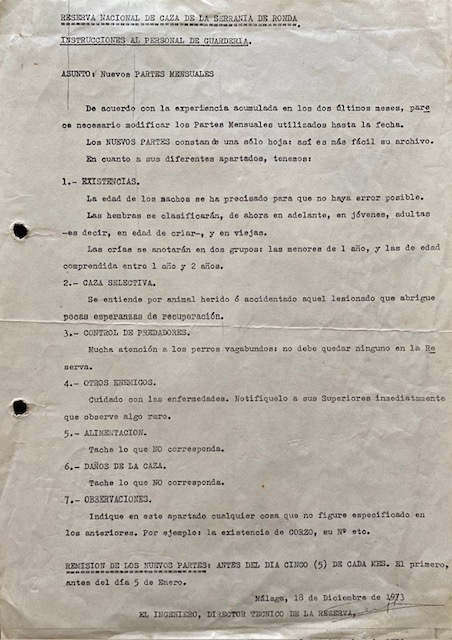 RESERVA NACIONAL DE CAZA DE LA SERRANIA DE RONDA
INSTRUCCIONES AL PERSONAL DE GUARDERIA.
ASUNTO: Nuevos PARTES MENSUALES
De acuerdo con la experiencia acumulada en los dos últimos meses, pare
ce necesario modificar los Partes Mensuales utilizados hasta la fecha.
Los NUEVOS PARTES constan de una sólo hoja: así es más fácil su archivo.
En cuanto a sus diferentes apartados, tenemos:
1.- EXISTENCIAS.
La edad de los machos se ha precisado para que no haya error posible.
Las hembras se clasificarán, de ahora en adelante, en jóvenes, adultas
-es decir, en edad de criar-, y en viejas.
Las crías se anotarán en dos grupos: las menores de 1 año, y las de edad
comprendida entre 1 año y 2 años.
2.- CAZA SELECTIVA.
Se entiende por animal herido ó accidentado aquel lesionado que abrigue
pocas esperanzas de recuperación.
3.- CONTROL DE PREDADORES.
Mucha atención a los perros vagabundos: no debe quedar ninguno en la Re
serva.
4.- OTROS ENEMIGOS.
Cuidado con las enfermedades. Notifíquelo a sus Superiores inmediatamente
que observe algo raro.
5.- ALIMENTACION.
Tache lo que NO corresponda.
6.- DAÑOS DE LA CAZA.
Tache lo que NO corresponda.
7.- OBSERVACIONES.
Indique en este apartado cualquier cosa que no figure especificado en
los anteriores. Por ejemplo: la existencia de CORZO, su Nº etc.
REMISION DE LOS NUEVOS PARTES: ANTES DEL DIA CINCO (5) DE CADA MES. El primero,
antes del día 5 de Enero.
Málaga, 18 de Diciembre de 1973
EL INGENIERO, DIRECTOR TECNICO DE LA RESERVA,